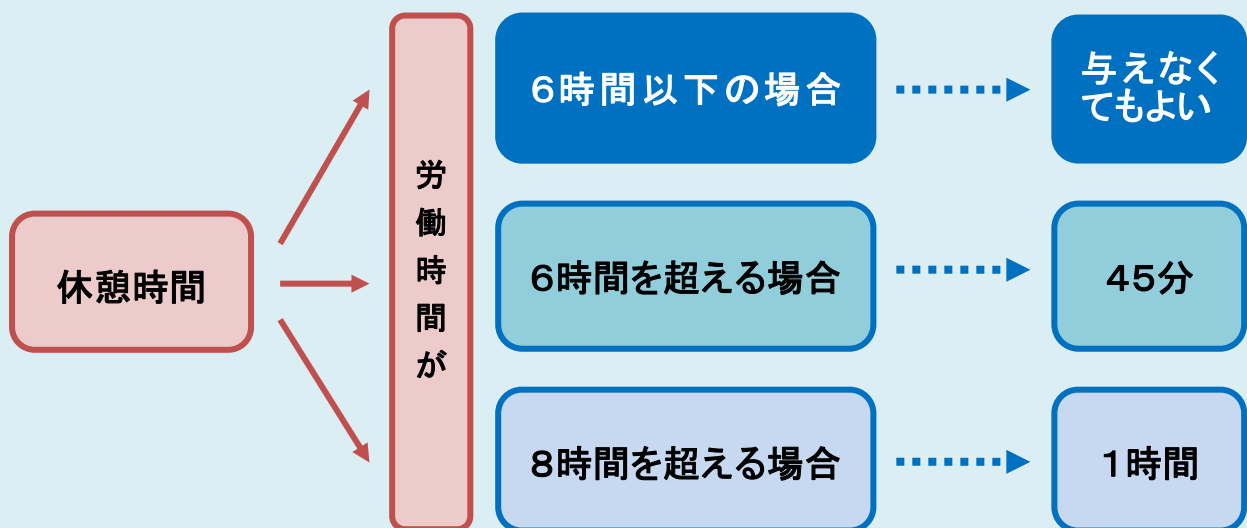 休憩時間
労働時間が
6時間以下の場合
与えなく
てもよい
6時間を超える場合
45分
8時間を超える場合
1時間